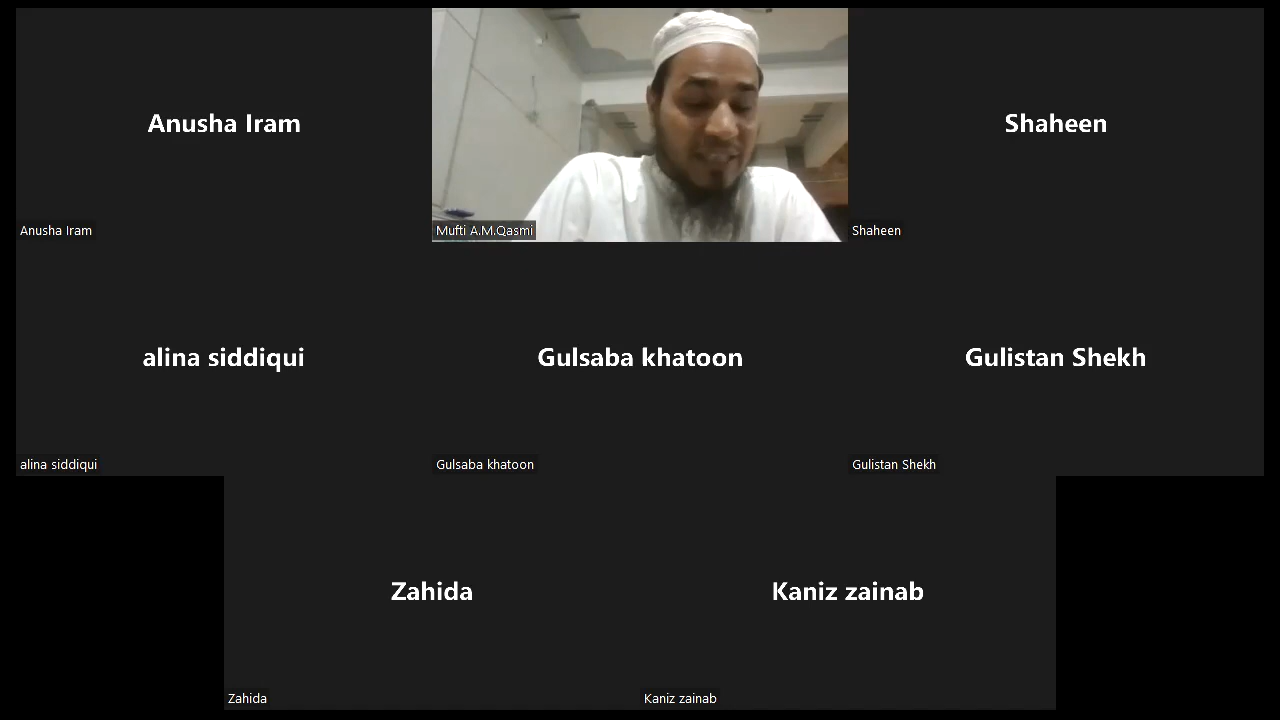 Anusha Iram
Shaheen
Anusha Iram
Mufti A.M.Qasmi
Shaheen
alina siddiqui
Gulsaba khatoon
Gulistan Shekh
alina siddiqui
Gulsaba khatoon
Gulistan Shekh
Zahida
Kaniz zainab
Zahida
Kaniz zainab